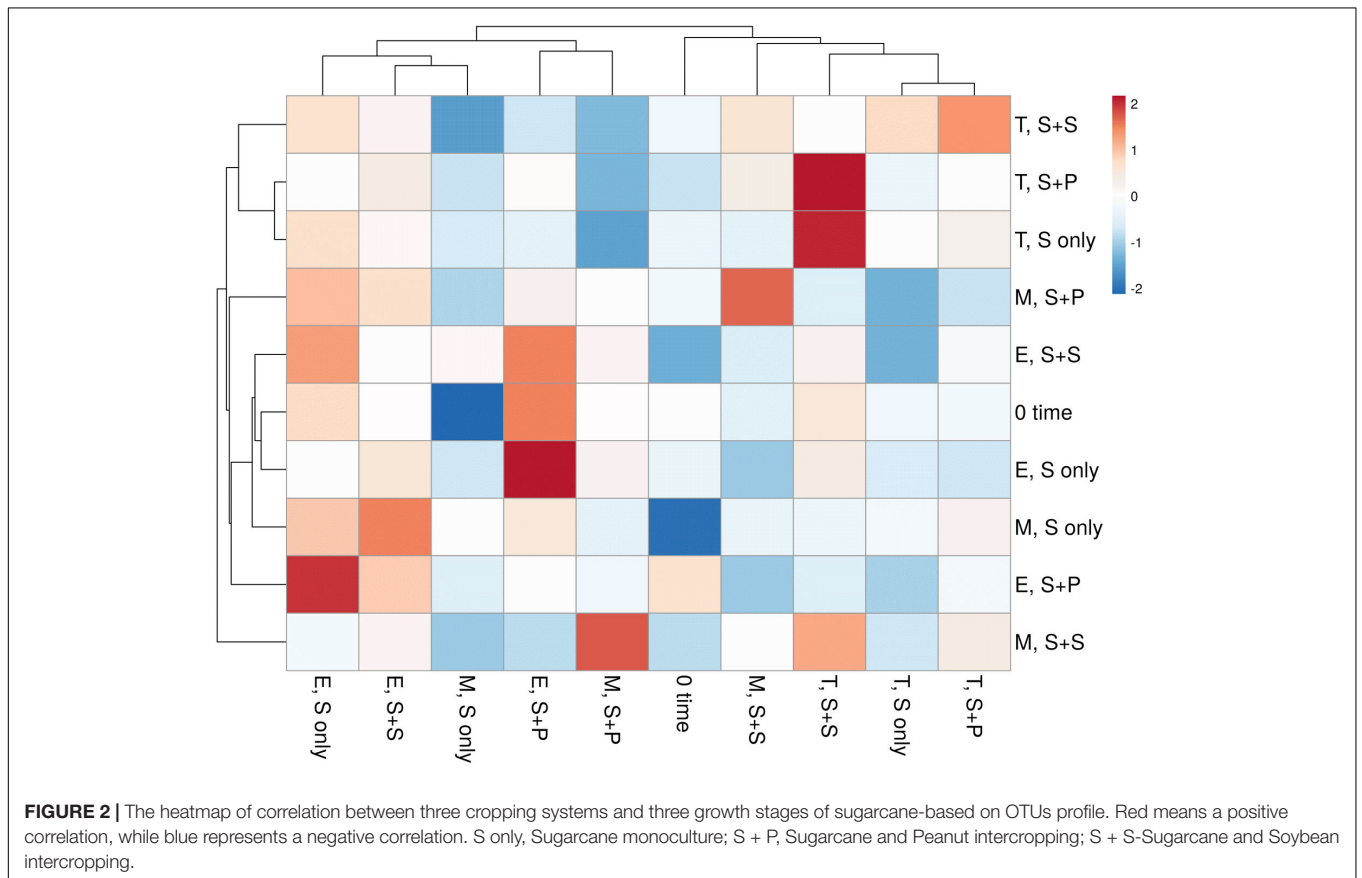 T, S+S
T, S+P
T, S only
M, S+P
E, S+S
0 time
E, S only
M, S only
E, S+P
M, S+S
2
1
0
-1
-2
E, S only
E, S+S
M, S only
E, S+P
M, S+P
0 time
M, S+S
T, S+S
T, S only
T, S+P
FIGURE 2 | The heatmap of correlation between three cropping systems and three growth stages of sugarcane-based on OTUs profile. Red means a positive
correlation, while blue represents a negative correlation. S only, Sugarcane monoculture; S + P, Sugarcane and Peanut intercropping; S + S-Sugarcane and Soybean
intercropping.